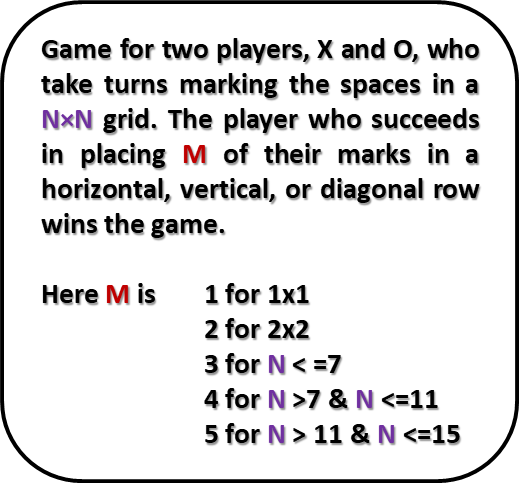 Game for two players, X and O, who
take turns marking the spaces in a
N×N grid. The player who succeeds
in placing M of their marks in a
horizontal, vertical, or diagonal row
wins the game.
Here M is 1 for 1x1
2 for 2x2
3 for N < =7
4 for N >7 & N <=11
5 for N > 11 & N <=15